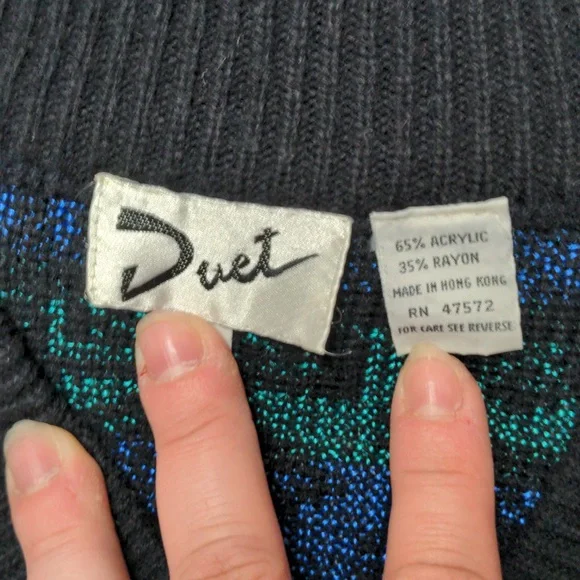 Duet
65% ACRYLIC
35% RAYON
MADE IN HONG KONG
RN 47572
FOR CARE SEE REVERSE